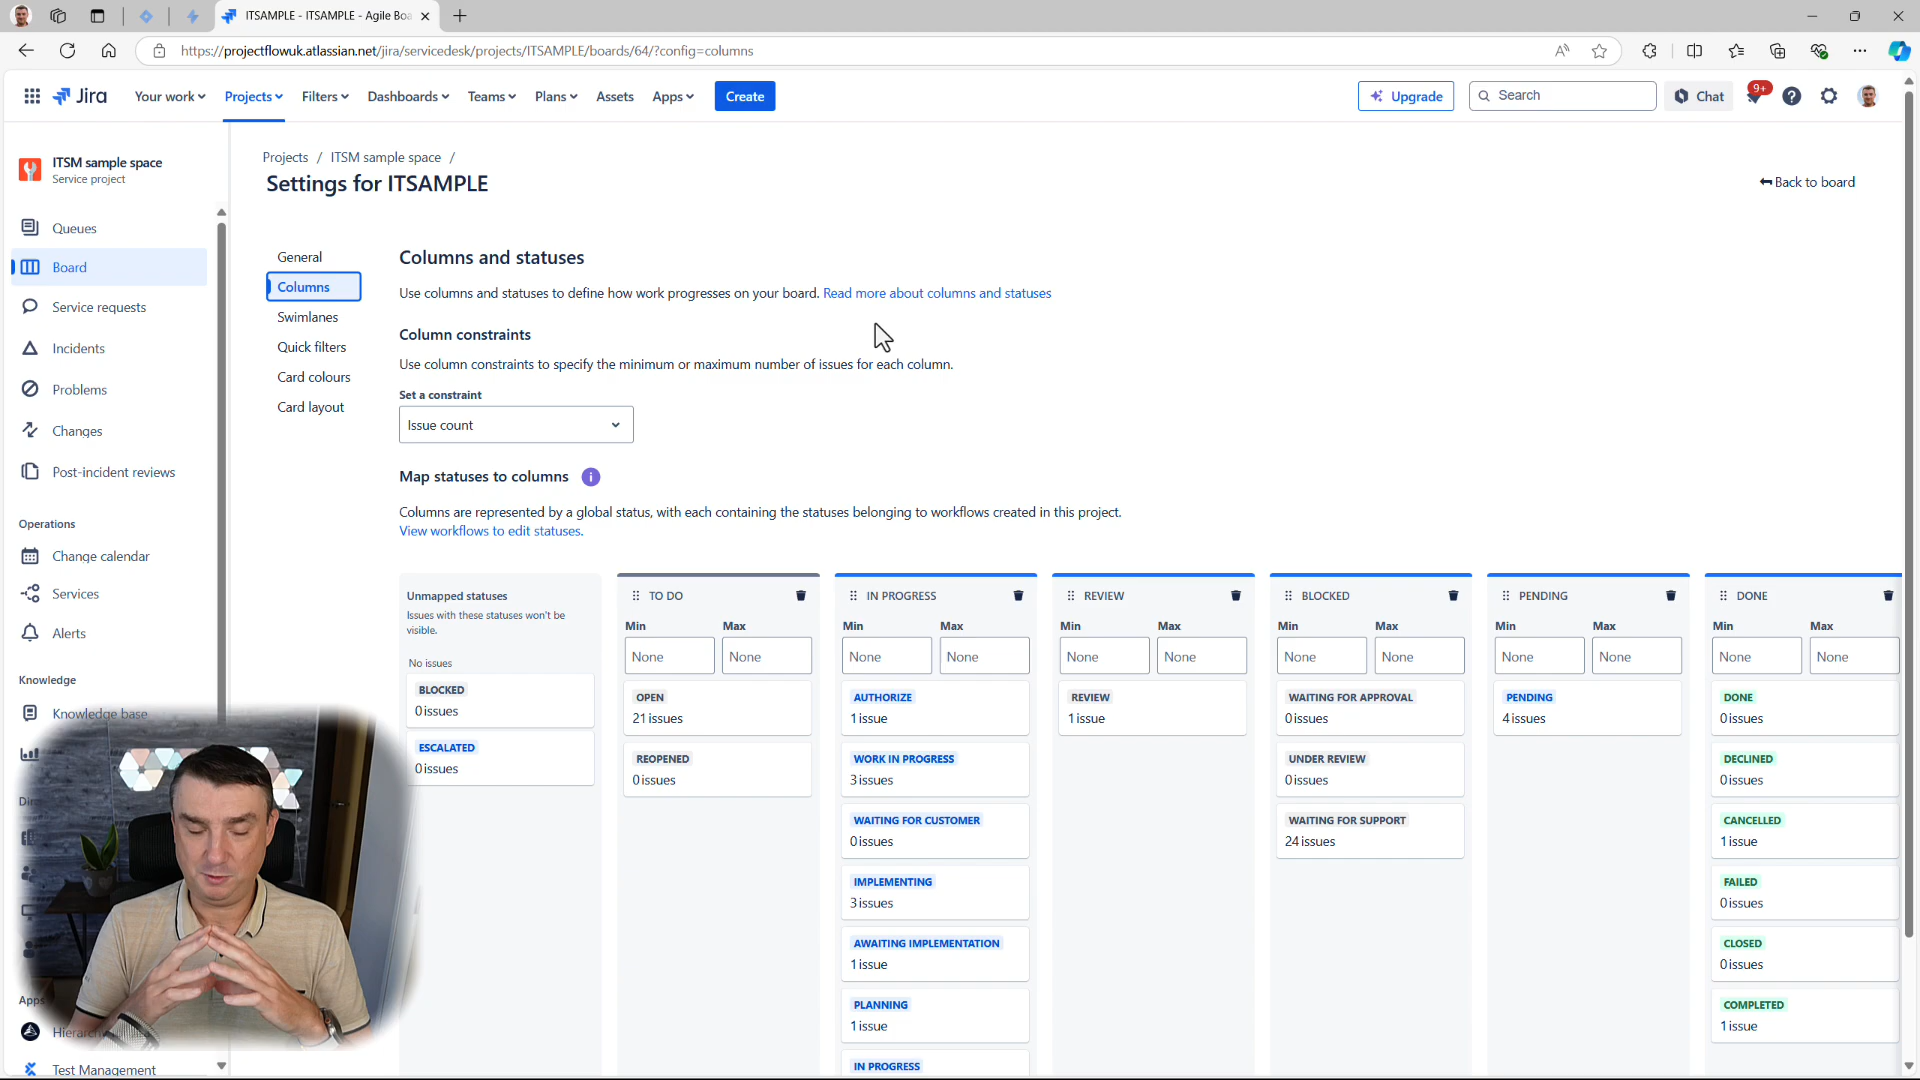 ITSAMPLE - ITSAMPLE - Agile Boa
https://projectflowuk.atlassian.net/jira/servicedesk/projects/ITSAMPLE/boards/64/?config=columns
Jira
Your work
Projects
Filters
Dashboards
Teams
Plans
Assets
Apps
Create
Upgrade
Search
Chat
9+
ITSM sample space
Service project
Queues
Board
Service requests
Incidents
Problems
Changes
Post-incident reviews
Operations
Change calendar
Services
Alerts
Knowledge
Knowledge base
Apps
Test Management
Projects / ITSM sample space /
Settings for ITSAMPLE
Back to board
General
Columns
Swimlanes
Quick filters
Card colours
Card layout
Columns and statuses
Use columns and statuses to define how work progresses on your board. Read more about columns and statuses
Column constraints
Use column constraints to specify the minimum or maximum number of issues for each column.
Set a constraint
Issue count
Map statuses to columns
Columns are represented by a global status, with each containing the statuses belonging to workflows created in this project.
View workflows to edit statuses.
Unmapped statuses
Issues with these statuses won't be
visible.
No issues
BLOCKED
0 issues
ESCALATED
0 issues
TO DO
Min Max
None None
OPEN
21 issues
REOPENED
0 issues
IN PROGRESS
Min Max
None None
AUTHORIZE
1 issue
WORK IN PROGRESS
3 issues
WAITING FOR CUSTOMER
0 issues
IMPLEMENTING
3 issues
AWAITING IMPLEMENTATION
1 issue
PLANNING
1 issue
IN PROGRESS
REVIEW
Min Max
None None
REVIEW
1 issue
BLOCKED
Min Max
None None
WAITING FOR APPROVAL
0 issues
UNDER REVIEW
0 issues
WAITING FOR SUPPORT
24 issues
PENDING
Min Max
None None
PENDING
4 issues
DONE
Min Max
None None
DONE
0 issues
DECLINED
0 issues
CANCELLED
1 issue
FAILED
0 issues
CLOSED
0 issues
COMPLETED
1 issue